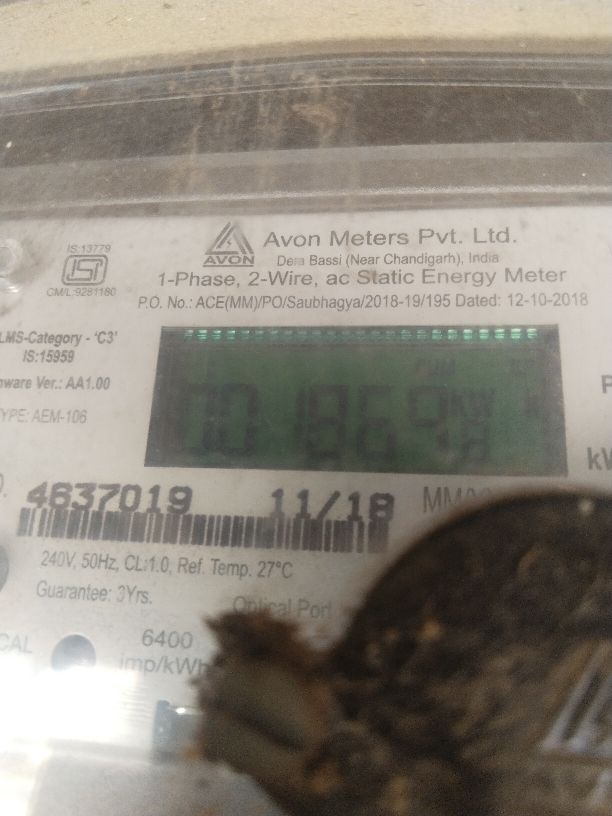 IS:13779
CM/L:9281180
AVON
Avon Meters Pvt. Ltd.
Dera Bassi (Near Chandigarh), India
1-Phase, 2-Wire, ac Static Energy Meter
P.O. No.: ACE(MM)/PO/Saubhagya/2018-19/195 Dated: 12-10-2018
LMS-Category - 'C3'
IS:15959
ware Ver.: AA1.00
YPE: AEM-106
4637019 11/18
240V, 50Hz, CL:1.0, Ref. Temp. 27°C
Guarantee: 3Yrs.
Optical Port
CAL
6400
imp/kWh